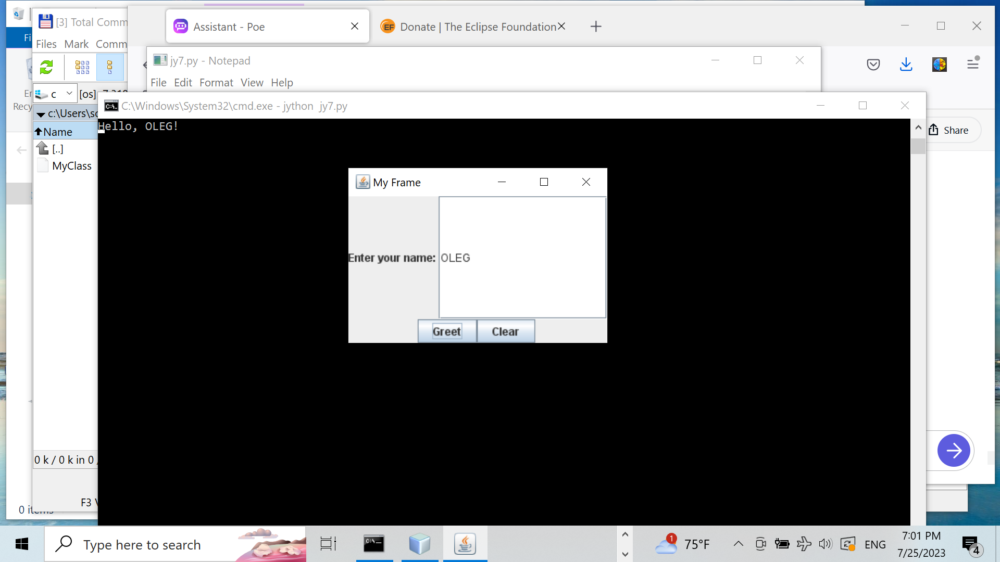 [3] Total Comm
Assistant - Poe
Donate | The Eclipse Foundation
Fi
Files Mark Comm
jy7.py - Notepad
File Edit Format View Help
c [os]
Recy
C:\Windows\System32\cmd.exe - jython  jy7.py
c:\Users\sc
Hello, OLEG!
Name
Share
[..]
MyClass
My Frame
Enter your name: OLEG
Greet Clear
0 k / 0 k in 0
F3 V
0 items
Type here to search
1
75°F
ENG
7:01 PM
7/25/2023
4